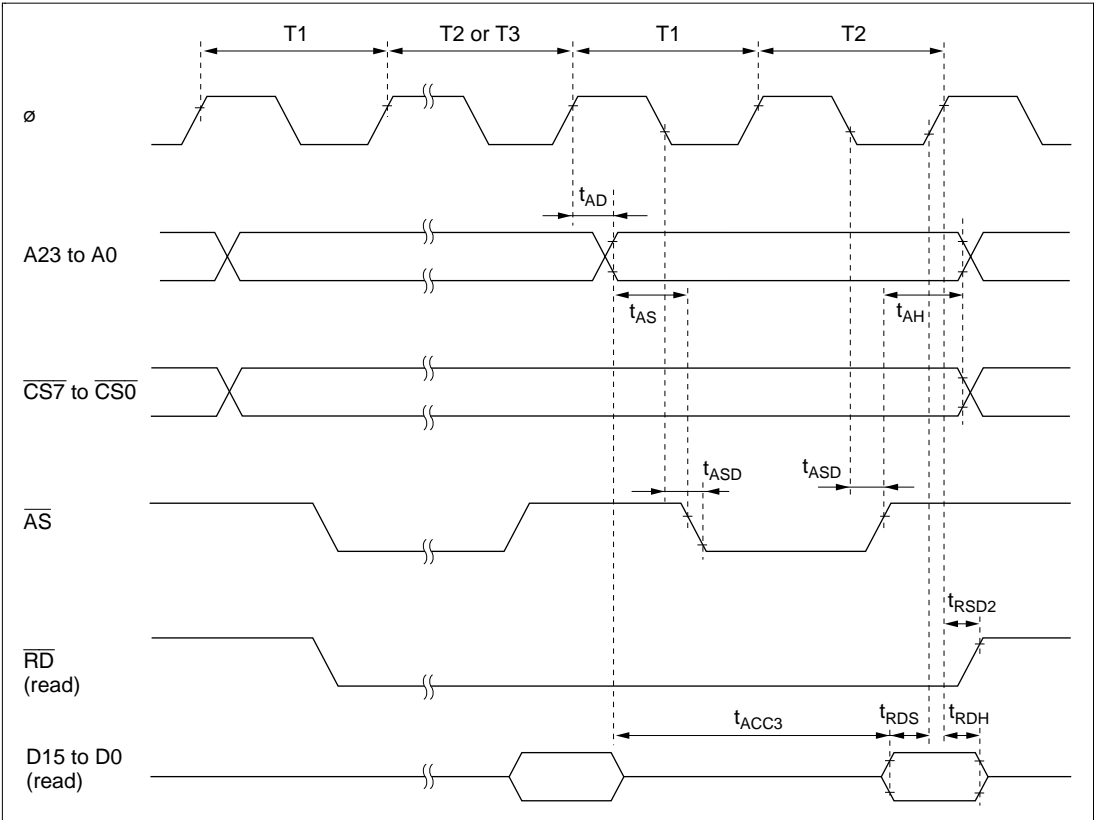 T1
T2 or T3
T1
T2
ø
tAD
A23 to A0
tAS
tAH
CS7 to CS0
tASD
tASD
AS
tRSD2
RD
(read)
tACC3
tRDS
tRDH
D15 to D0
(read)